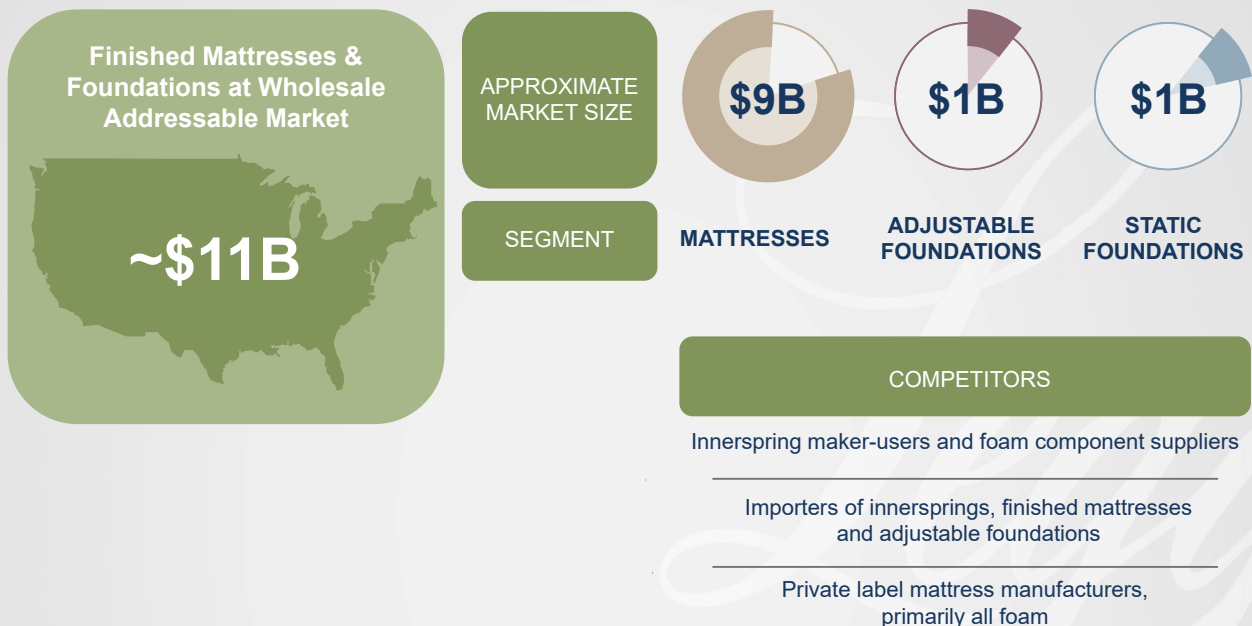 Finished Mattresses &
Foundations at Wholesale
Addressable Market
~$11B
APPROXIMATE
MARKET SIZE
$9B
$1B
$1B
SEGMENT
MATTRESSES
ADJUSTABLE
FOUNDATIONS
STATIC
FOUNDATIONS
COMPETITORS
Innerspring maker-users and foam component suppliers
Importers of innersprings, finished mattresses
and adjustable foundations
Private label mattress manufacturers,
primarily all foam